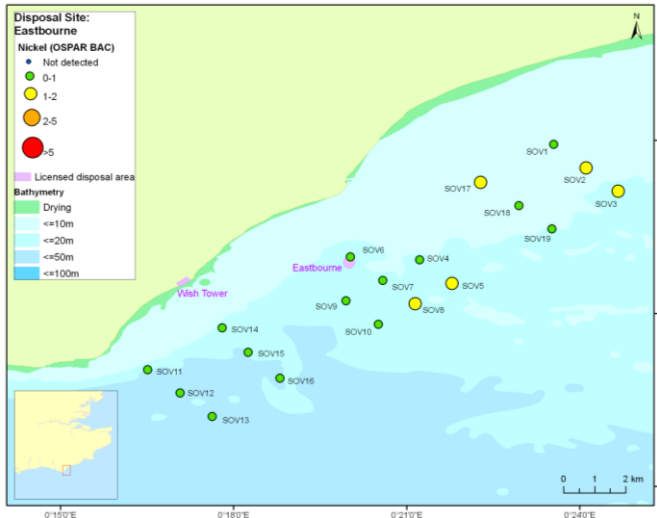 Disposal Site:
Eastbourne
Nickel (OSPAR BAC)
Not detected
0-1
1-2
2-5
>5
Licensed disposal area
Bathymetry
Drying
<=10m
<=20m
<=50m
<=100m
N
SOV1
SOV2
SOV17
SOV3
SOV18
SOV19
SOV6
SOV4
Eastbourne
SOV7
SOV5
Wish Tower
SOV9
SOV8
SOV10
SOV14
SOV15
SOV11
SOV16
SOV12
SOV13
0 1 2 km
0°15'0"E 0°18'0"E 0°21'0"E 0°24'0"E